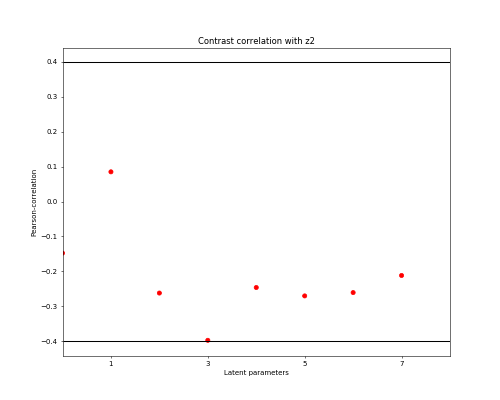 Contrast correlation with z2
0.4
0.3
0.2
0.1
0.0
−0.1
−0.2
−0.3
−0.4
Pearson-correlation
1 3 5 7
Latent parameters